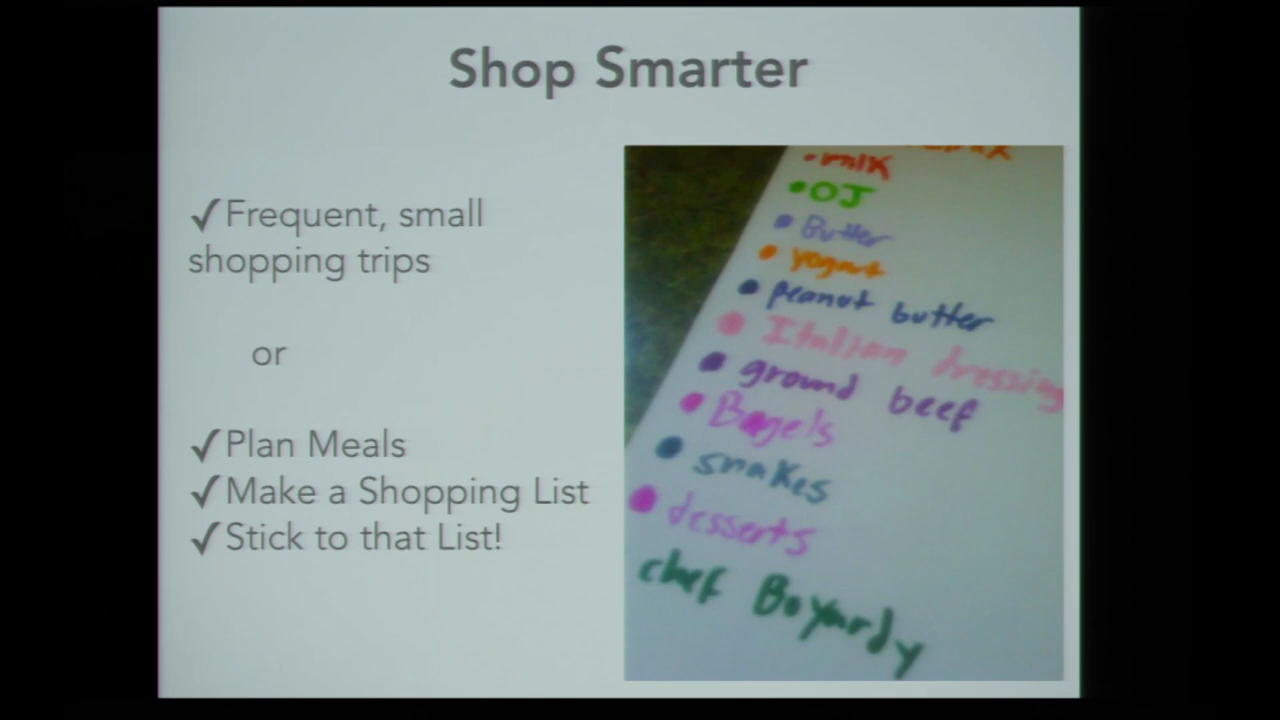 Shop Smarter
✓Frequent, small
shopping trips
or
✓Plan Meals
✓Make a Shopping List
✓Stick to that List!
•milk
•OJ
•Butter
•yogurt
•peanut butter
•Italian dressing
•ground beef
•Bagels
•snakes
•desserts
chef Boyardy